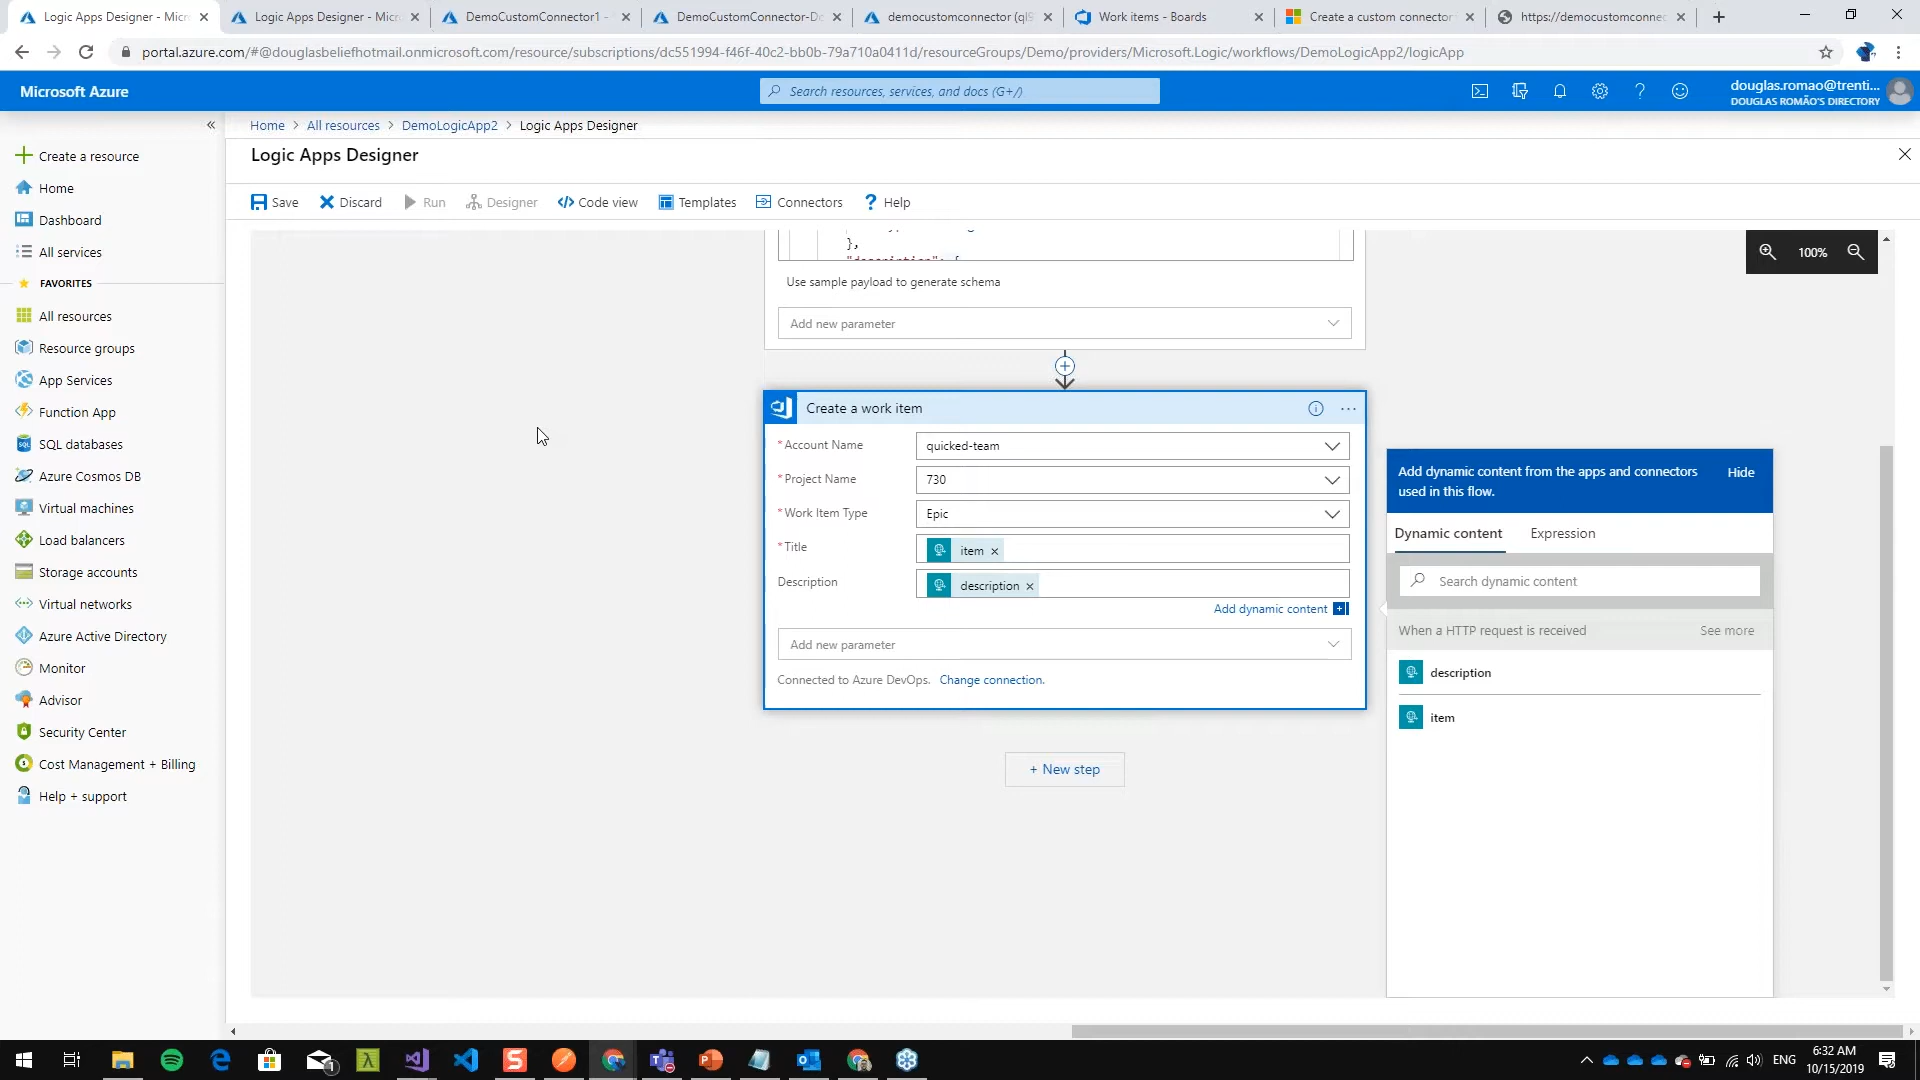 Logic Apps Designer - Micr
Logic Apps Designer - Micr
DemoCustomConnector1 -
DemoCustomConnector-Do
democustomconnector (ql9
Work items - Boards
Create a custom connector
https://democustomconnec
portal.azure.com/#@douglasbeliefhotmail.onmicrosoft.com/resource/subscriptions/dc551994-f46f-40c2-bb0b-79a710a0411d/resourceGroups/Demo/providers/Microsoft.Logic/workflows/DemoLogicApp2/logicApp
Microsoft Azure
Search resources, services, and docs (G+/)
douglas.romao@trenti...
DOUGLAS ROMÃO'S DIRECTORY
Home > All resources > DemoLogicApp2 > Logic Apps Designer
Logic Apps Designer
Save
Discard
Run
Designer
Code view
Templates
Connectors
Help
Create a resource
Home
Dashboard
All services
FAVORITES
All resources
Resource groups
App Services
Function App
SQL databases
Azure Cosmos DB
Virtual machines
Load balancers
Storage accounts
Virtual networks
Azure Active Directory
Monitor
Advisor
Security Center
Cost Management + Billing
Help + support
100%
},
"description": {
Use sample payload to generate schema
Add new parameter
Create a work item
* Account Name
quicked-team
* Project Name
730
* Work Item Type
Epic
* Title
item ×
Description
description ×
Add dynamic content
Add new parameter
Connected to Azure DevOps. Change connection.
+ New step
Add dynamic content from the apps and connectors
used in this flow.
Hide
Dynamic content
Expression
Search dynamic content
When a HTTP request is received
See more
description
item
ENG
6:32 AM
10/15/2019